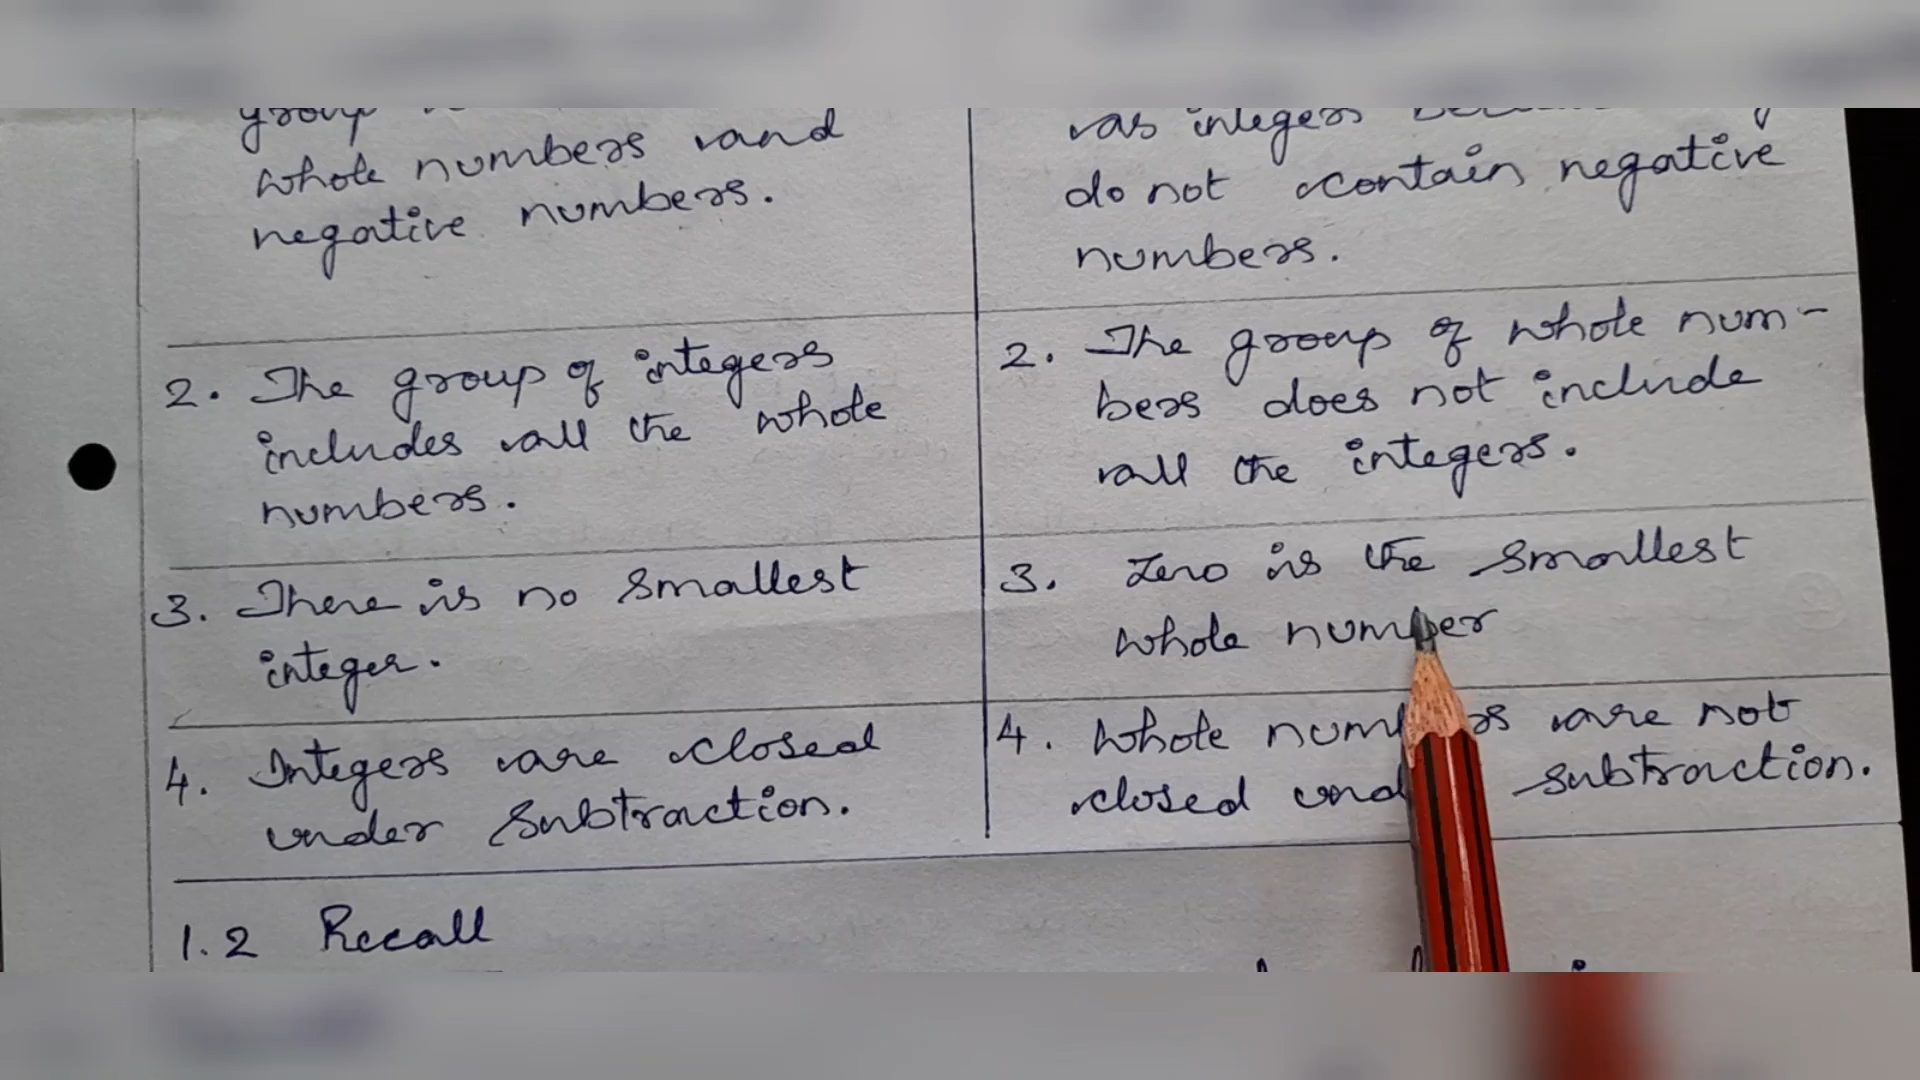 group
whole numbers and
negative numbers.
as integers
do not contain negative
numbers.
2. The group of integers
includes all the whole
numbers.
2. The group of whole num-
bers does not include
all the integers.
3. There is no smallest
integer.
3. Zero is the smallest
whole number
4. Integers are closed
under subtraction.
4. Whole are not
closed subtraction.
1.2 Recall